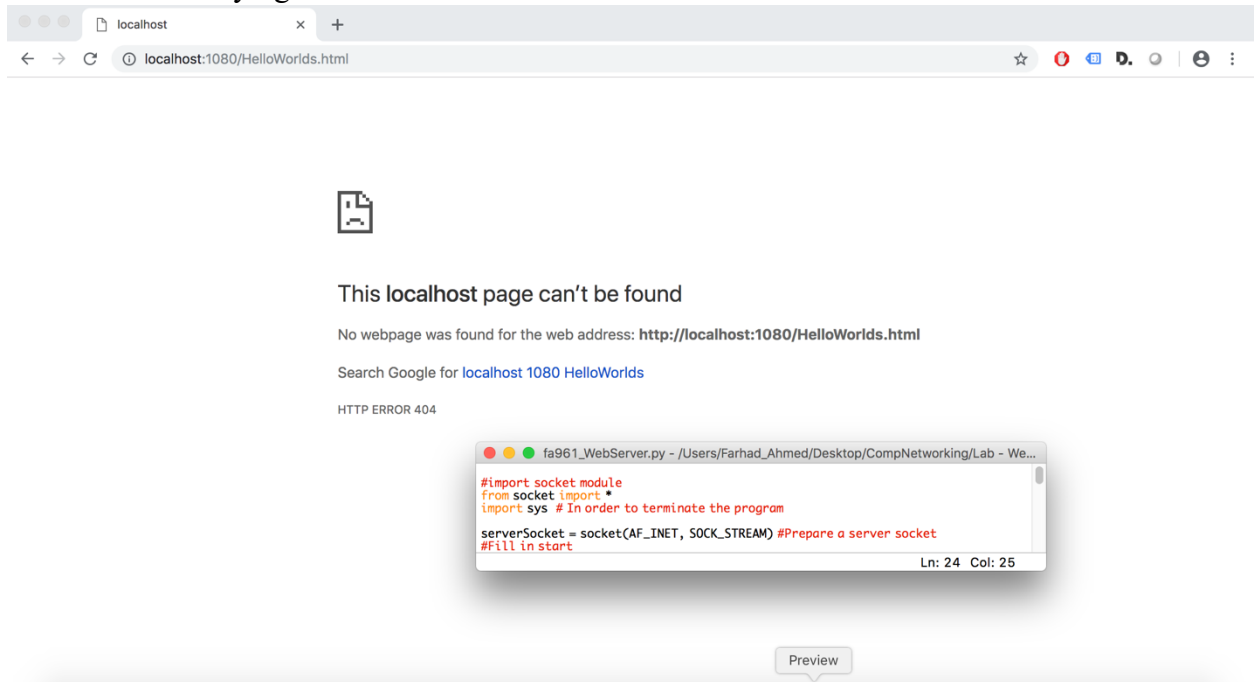 localhost
localhost:1080/HelloWorlds.html
D.
This localhost page can't be found
No webpage was found for the web address: http://localhost:1080/HelloWorlds.html
Search Google for localhost 1080 HelloWorlds
HTTP ERROR 404
fa961_WebServer.py - /Users/Farhad_Ahmed/Desktop/CompNetworking/Lab - We...
#import socket module
from socket import *
import sys # In order to terminate the program
serverSocket = socket(AF_INET, SOCK_STREAM) #Prepare a server socket
#Fill in start
Ln: 24 Col: 25
Preview